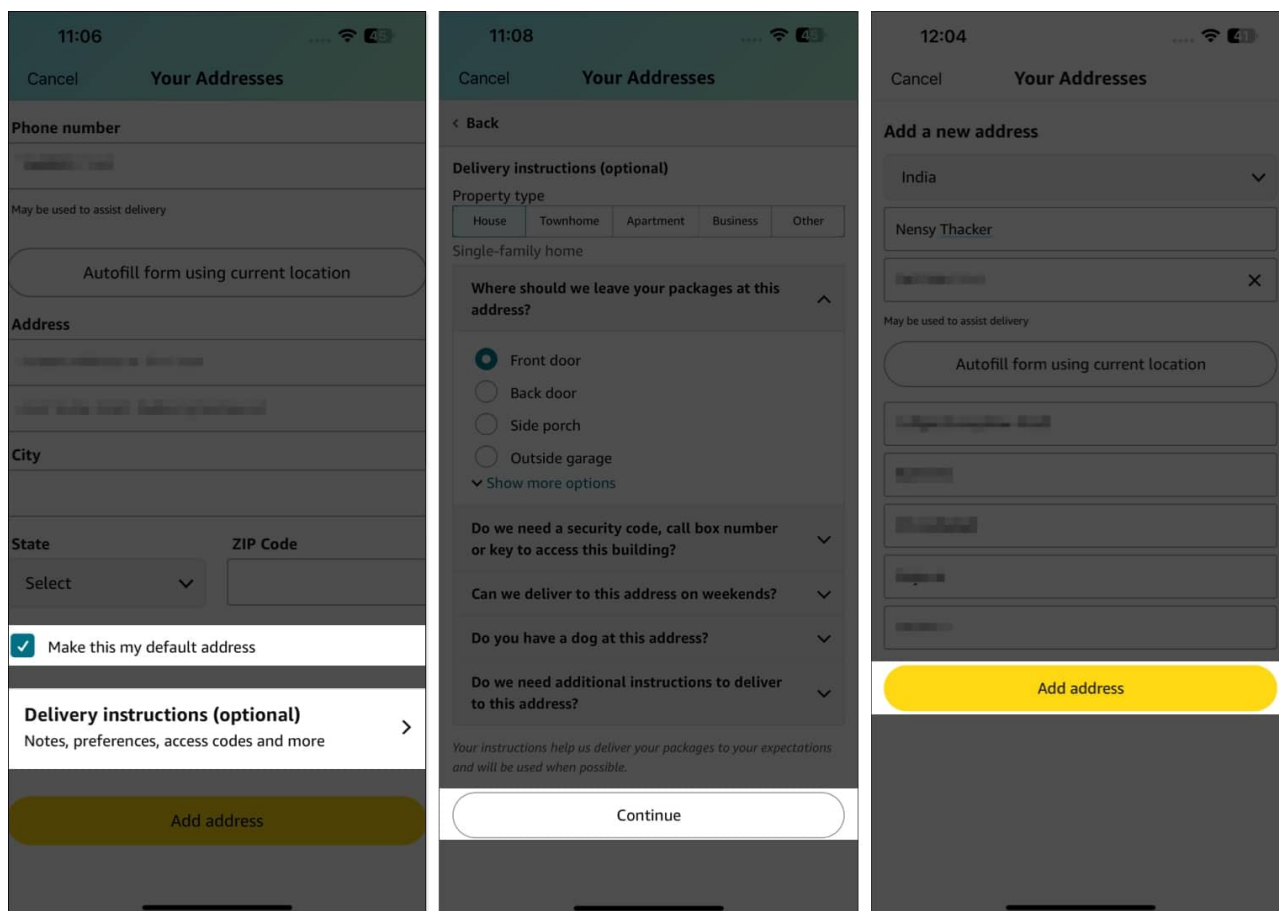 11:06
45
Cancel
Your Addresses
Phone number
May be used to assist delivery
Autofill form using current location
Address
City
State
ZIP Code
Select
Make this my default address
Delivery instructions (optional)
Notes, preferences, access codes and more
Add address
11:08
45
Cancel
Your Addresses
Back
Delivery instructions (optional)
Property type
House
Townhome
Apartment
Business
Other
Single-family home
Where should we leave your packages at this
address?
Front door
Back door
Side porch
Outside garage
Show more options
Do we need a security code, call box number
or key to access this building?
Can we deliver to this address on weekends?
Do you have a dog at this address?
Do we need additional instructions to deliver
to this address?
Your instructions help us deliver your packages to your expectations
and will be used when possible.
Continue
12:04
41
Cancel
Your Addresses
Add a new address
India
Nensy Thacker
May be used to assist delivery
Autofill form using current location
Add address